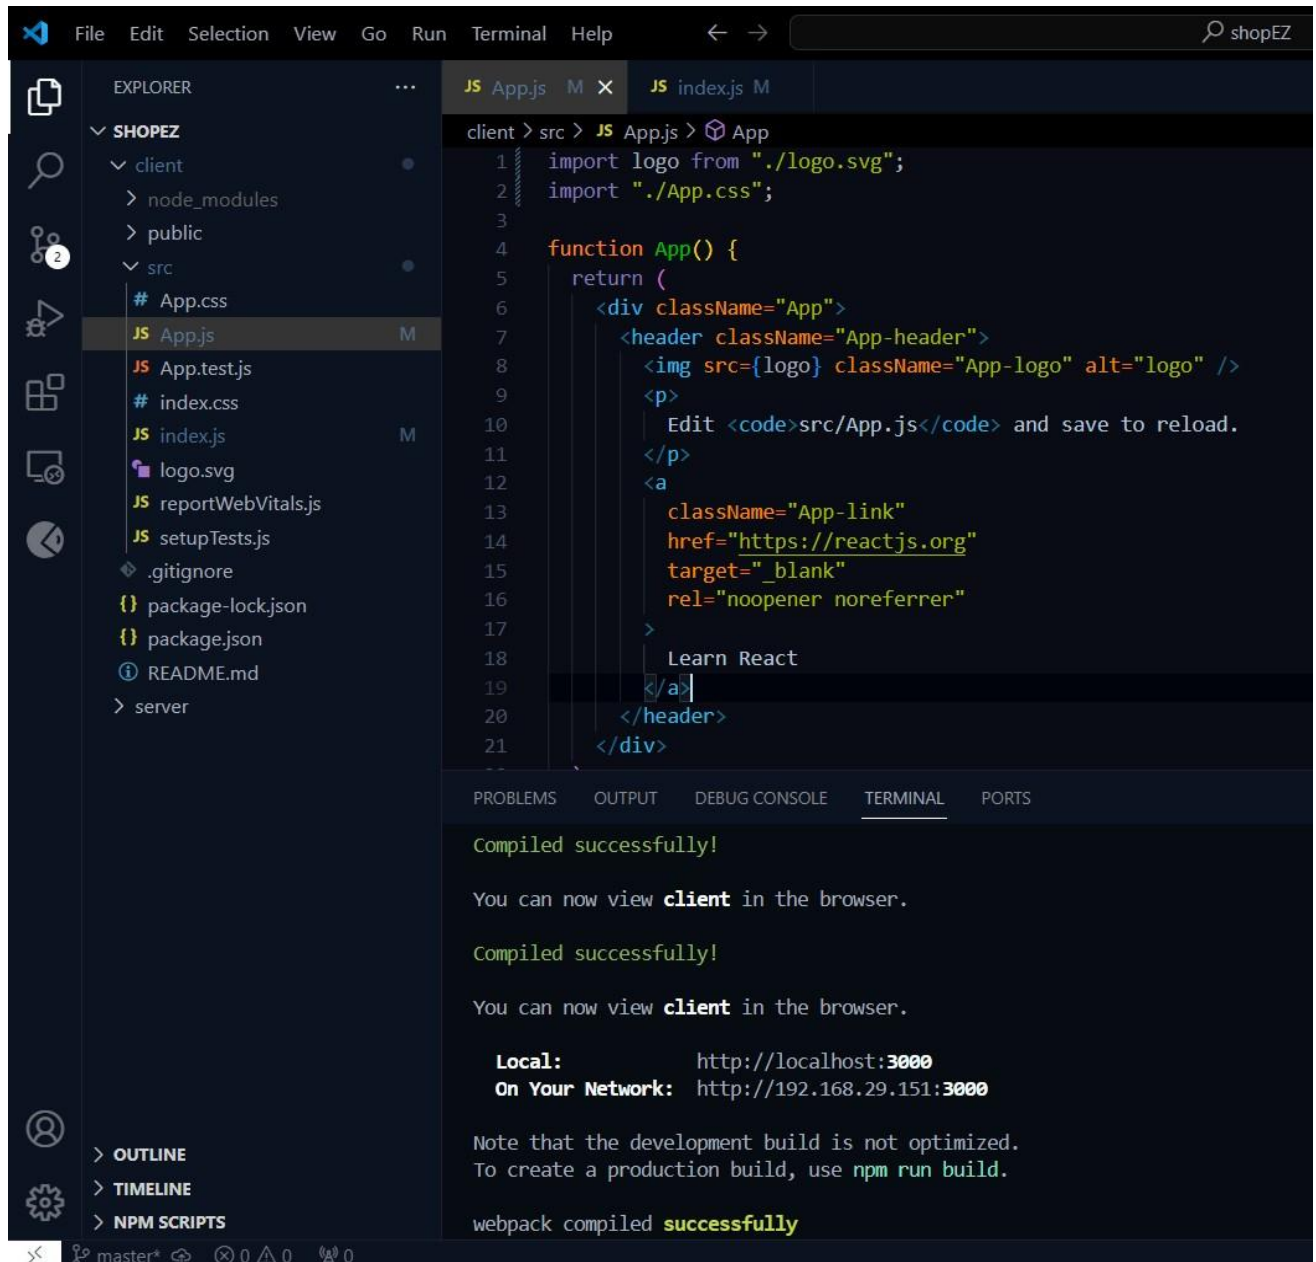 File Edit Selection View Go Run Terminal Help
shopEZ
EXPLORER
SHOPEZ
client
node_modules
public
src
# App.css
JS App.js M
JS App.test.js
# index.css
JS index.js M
logo.svg
JS reportWebVitals.js
JS setupTests.js
.gitignore
{} package-lock.json
{} package.json
README.md
server
OUTLINE
TIMELINE
NPM SCRIPTS
2
JS App.js M
JS index.js M
client > src > JS App.js > App
1 import logo from "./logo.svg";
2 import "./App.css";
3
4 function App() {
5 return (
6 <div className="App">
7 <header className="App-header">
8 <img src={logo} className="App-logo" alt="logo" />
9 <p>
10 Edit <code>src/App.js</code> and save to reload.
11 </p>
12 <a
13 className="App-link"
14 href="https://reactjs.org"
15 target="_blank"
16 rel="noopener noreferrer"
17 >
18 Learn React
19 </a>
20 </header>
21 </div>
PROBLEMS OUTPUT DEBUG CONSOLE TERMINAL PORTS
Compiled successfully!
You can now view client in the browser.
Compiled successfully!
You can now view client in the browser.
Local: http://localhost:3000
On Your Network: http://192.168.29.151:3000
Note that the development build is not optimized.
To create a production build, use npm run build.
webpack compiled successfully
master* 0 0 0